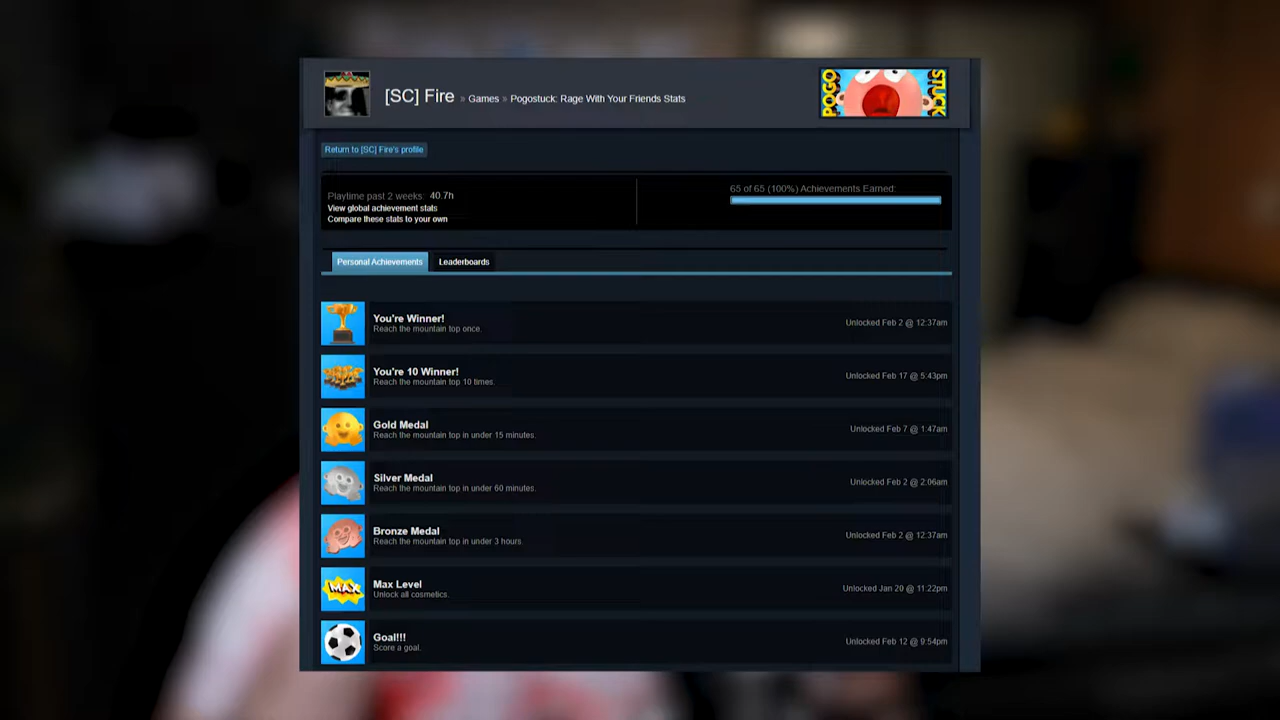 [SC] Fire » Games » Pogostuck: Rage With Your Friends Stats
POGO
STUCK
Return to [SC] Fire's profile
Playtime past 2 weeks: 40.7h
View global achievement stats
Compare these stats to your own
65 of 65 (100%) Achievements Earned:
Personal Achievements
Leaderboards
You're Winner!
Reach the mountain top once.
Unlocked Feb 2 @ 12:37am
You're 10 Winner!
Reach the mountain top 10 times.
Unlocked Feb 17 @ 5:43pm
Gold Medal
Reach the mountain top in under 15 minutes.
Unlocked Feb 7 @ 1:47am
Silver Medal
Reach the mountain top in under 60 minutes.
Unlocked Feb 2 @ 2:06am
Bronze Medal
Reach the mountain top in under 3 hours.
Unlocked Feb 2 @ 12:37am
MAX
Max Level
Unlock all cosmetics.
Unlocked Jan 20 @ 11:22pm
Goal!!!
Score a goal.
Unlocked Feb 12 @ 9:54pm